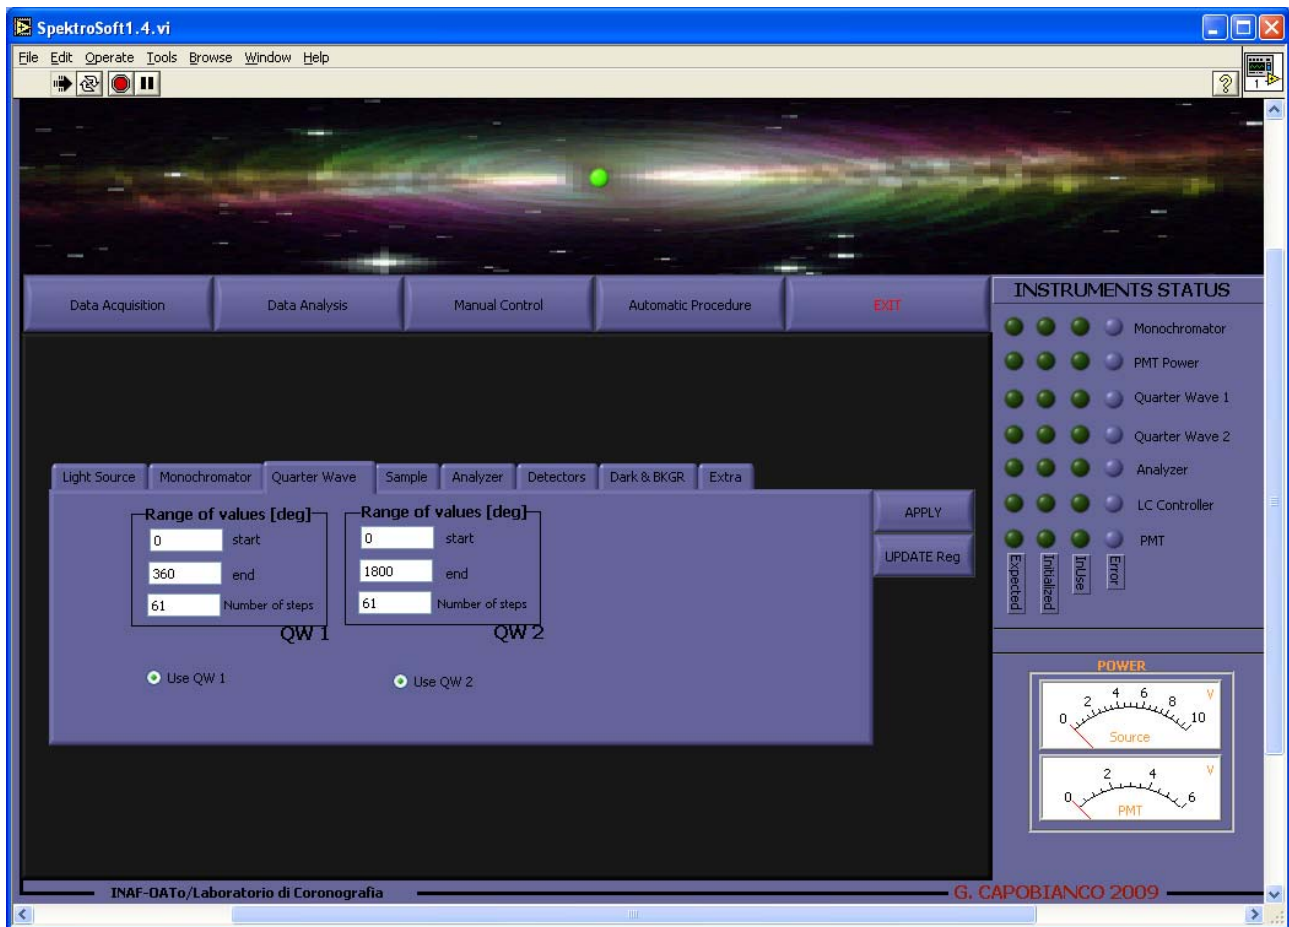 SpektroSoft1.4.vi
File Edit Operate Tools Browse Window Help
1
Data Acquisition
Data Analysis
Manual Control
Automatic Procedure
EXIT
INSTRUMENTS STATUS
Monochromator
PMT Power
Quarter Wave 1
Quarter Wave 2
Analyzer
LC Controller
PMT
Expected
Initialized
InUse
Error
Light Source
Monochromator
Quarter Wave
Sample
Analyzer
Detectors
Dark & BKGR
Extra
Range of values [deg]
0 start
360 end
61 Number of steps
QW 1
Range of values [deg]
0 start
1800 end
61 Number of steps
QW 2
Use QW 1
Use QW 2
APPLY
UPDATE Reg
POWER
0 2 4 6 8 10
V
Source
0 2 4 6
V
PMT
INAF-OATo/Laboratorio di Coronografia
G. CAPOBIANCO 2009